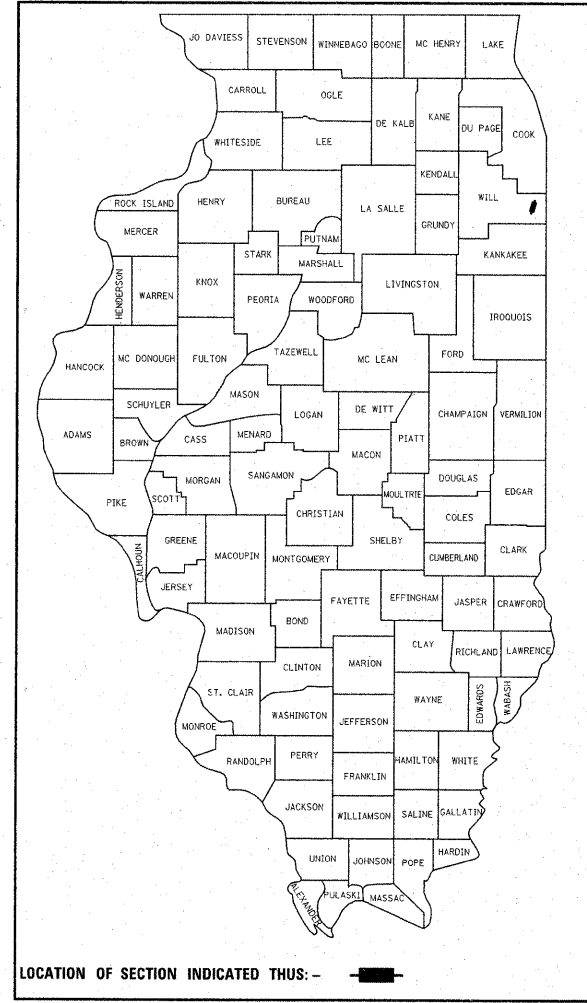 JO DAVIESS STEVENSON WINNEBAGO BOONE MC HENRY LAKE
CARROLL OGLE
DE KALB KANE DU PAGE COOK
WHITESIDE LEE
KENDALL WILL
ROCK ISLAND HENRY BUREAU LA SALLE GRUNDY
MERCER PUTNAM
STARK MARSHALL KANKAKEE
HENDERSON WARREN KNOX PEORIA WOODFORD LIVINGSTON IROQUOIS
HANCOCK MC DONOUGH FULTON TAZEWELL MC LEAN FORD
SCHUYLER MASON LOGAN DE WITT CHAMPAIGN VERMILION
ADAMS BROWN CASS MENARD MACON PIATT
PIKE SCOTT MORGAN SANGAMON MOULTRIE DOUGLAS EDGAR
CHRISTIAN COLES
CALHOUN GREENE MACOUPIN MONTGOMERY SHELBY CUMBERLAND CLARK
JERSEY FAYETTE EFFINGHAM JASPER CRAWFORD
MADISON BOND
CLAY RICHLAND LAWRENCE
CLINTON MARION
ST. CLAIR WAYNE EDWARDS WABASH
MONROE WASHINGTON JEFFERSON
RANDOLPH PERRY HAMILTON WHITE
FRANKLIN
JACKSON WILLIAMSON SALINE GALLATIN
UNION JOHNSON POPE HARDIN
ALEXANDER PULASKI MASSAC
LOCATION OF SECTION INDICATED THUS: -